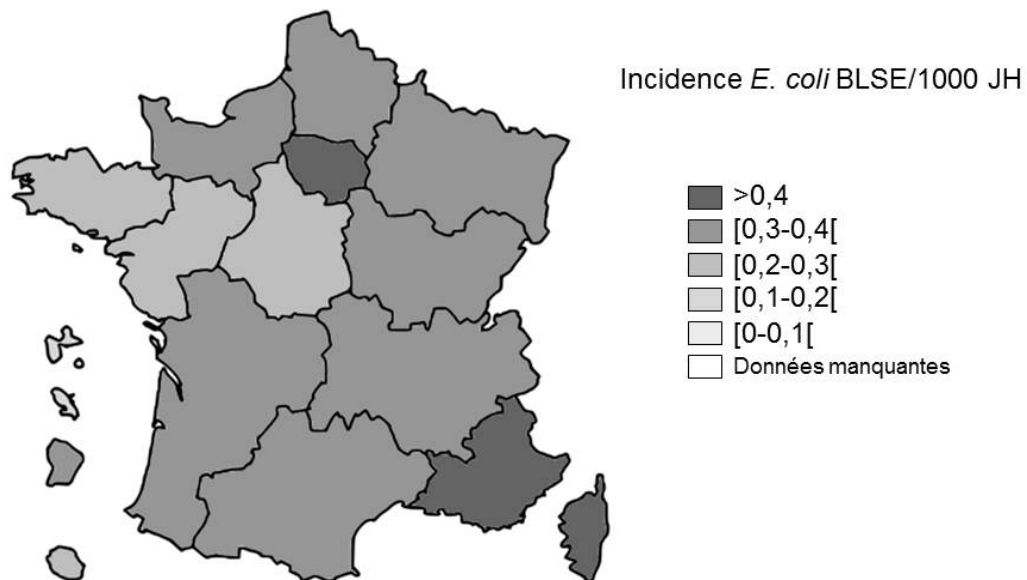 Incidence E. coli BLSE/1000 JH
>0,4
[0,3-0,4[
[0,2-0,3[
[0,1-0,2[
[0-0,1[
Données manquantes